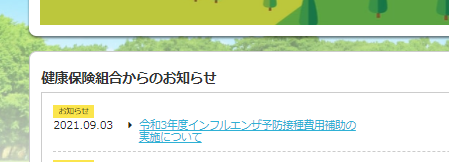 健康保険組合からのお知らせ
お知らせ
2021.09.03 令和3年度インフルエンザ予防接種費用補助の
実施について